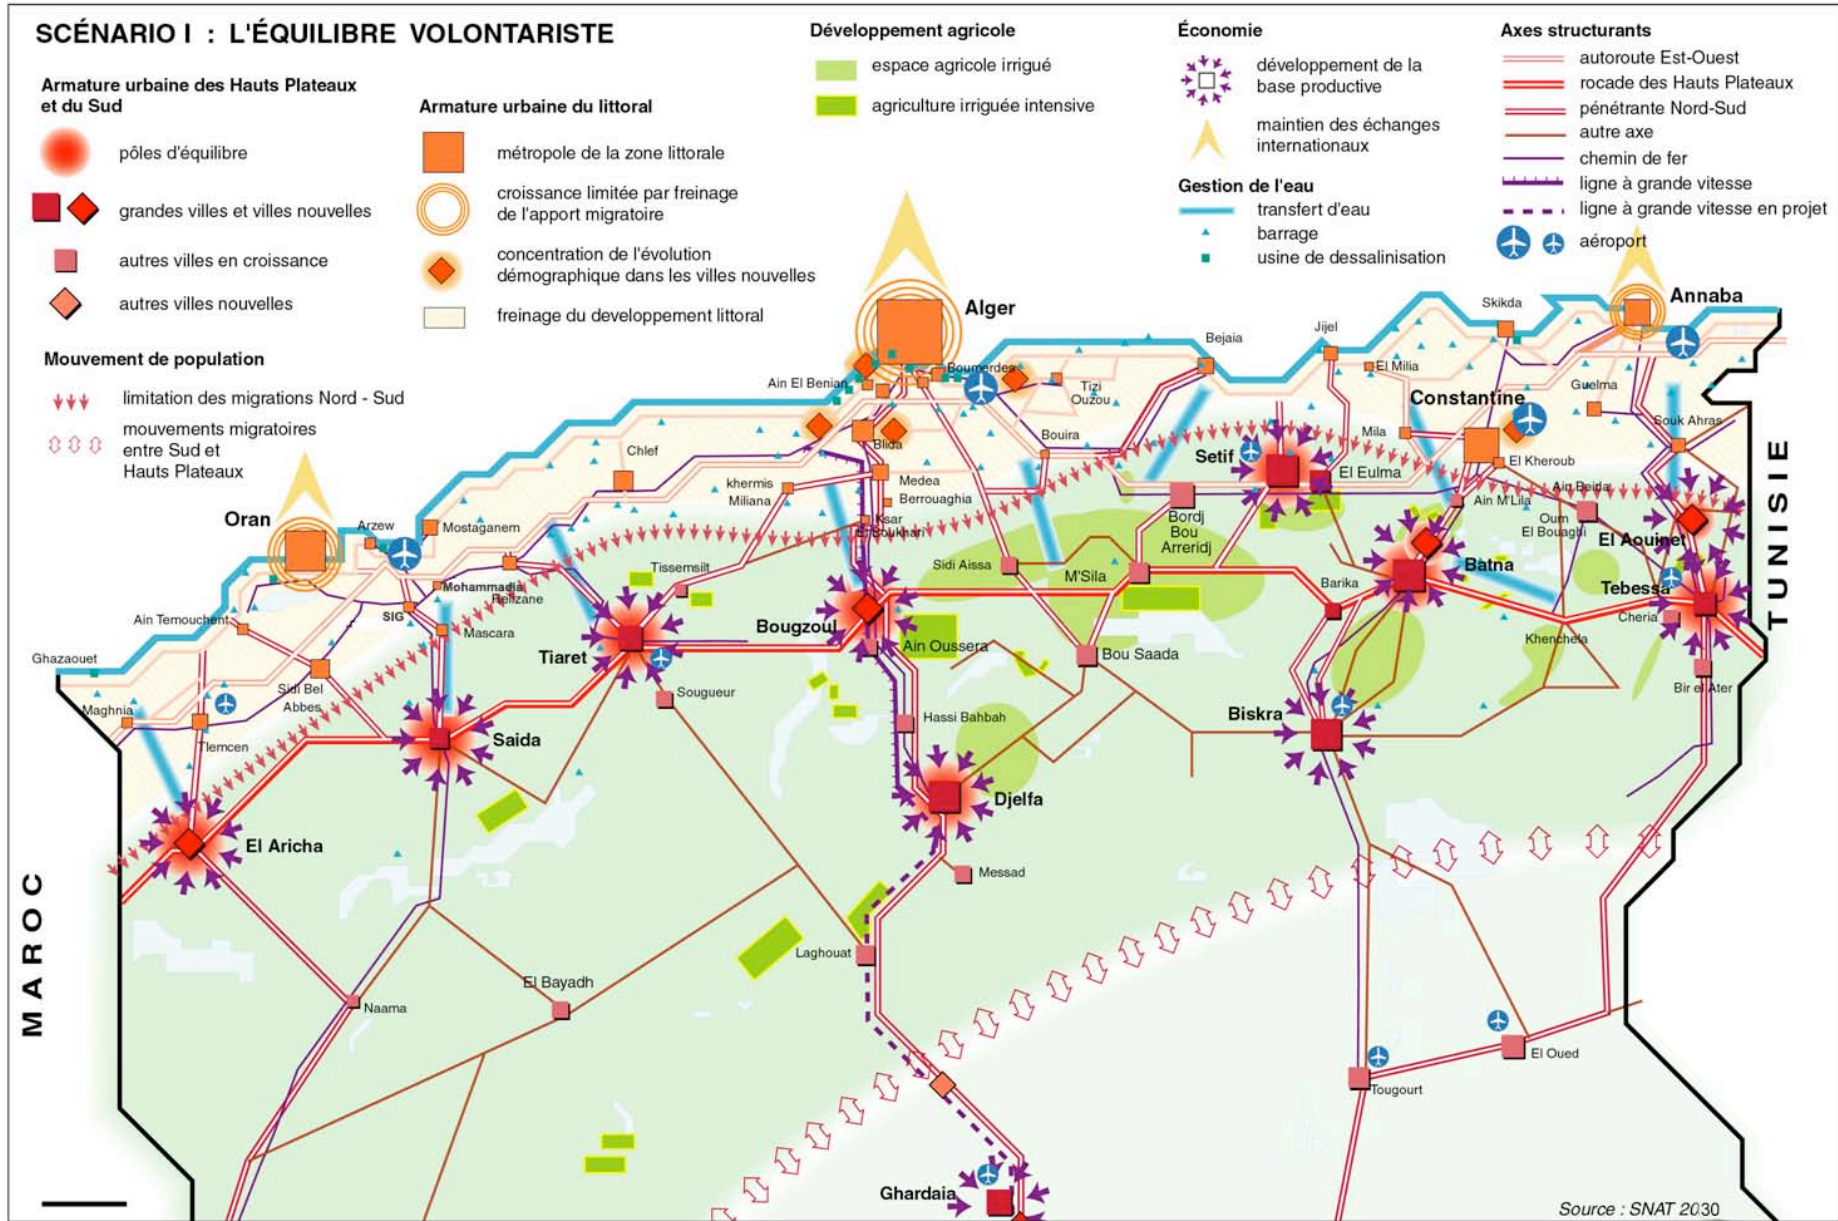 SCÉNARIO I : L'ÉQUILIBRE VOLONTARISTE
Armature urbaine des Hauts Plateaux
et du Sud
pôles d'équilibre
grandes villes et villes nouvelles
autres villes en croissance
autres villes nouvelles
Mouvement de population
limitation des migrations Nord - Sud
mouvements migratoires
entre Sud et
Hauts Plateaux
Armature urbaine du littoral
métropole de la zone littorale
croissance limitée par freinage
de l'apport migratoire
concentration de l'évolution
démographique dans les villes nouvelles
freinage du developpement littoral
Développement agricole
espace agricole irrigué
agriculture irriguée intensive
Économie
développement de la
base productive
maintien des échanges
internationaux
Gestion de l'eau
transfert d'eau
barrage
usine de dessalinisation
Axes structurants
autoroute Est-Ouest
rocade des Hauts Plateaux
pénétrante Nord-Sud
autre axe
chemin de fer
ligne à grande vitesse
ligne à grande vitesse en projet
aéroport
Alger
Annaba
Skikda
Jijel
Bejaia
El Milia
Boumerdes
Ain El Benian
Tizi
Ouzou
Guelma
Constantine
Souk Ahras
Mila
Blida
Bouira
Chlef
Setif
El Eulma
El Kheroub
khermis
Miliana
Medea
Berrouaghia
Ain M'Lila
Ain Beida
Oran
Arzew
Mostaganem
Ksar
El Boukhari
Bordj
Bou
Arreridj
Oum
El Bouaghi
El Aouinet
TUNISIE
Tissemsilt
Sidi Aissa
M'Sila
Batna
Barika
Tebessa
Mohammadia
Relizane
SIG
Ain Temouchent
Mascara
Bougzoul
Cheria
Khenchela
Tiaret
Ain Oussera
Bou Saada
Ghazaouet
Sidi Bel
Abbes
Sougueur
Bir el Ater
Maghnia
Tlemcen
Saida
Hassi Bahbah
Biskra
Djelfa
El Aricha
Messad
MAROC
Laghouat
El Bayadh
Naama
El Oued
Tougourt
Ghardaia
Source : SNAT 2030